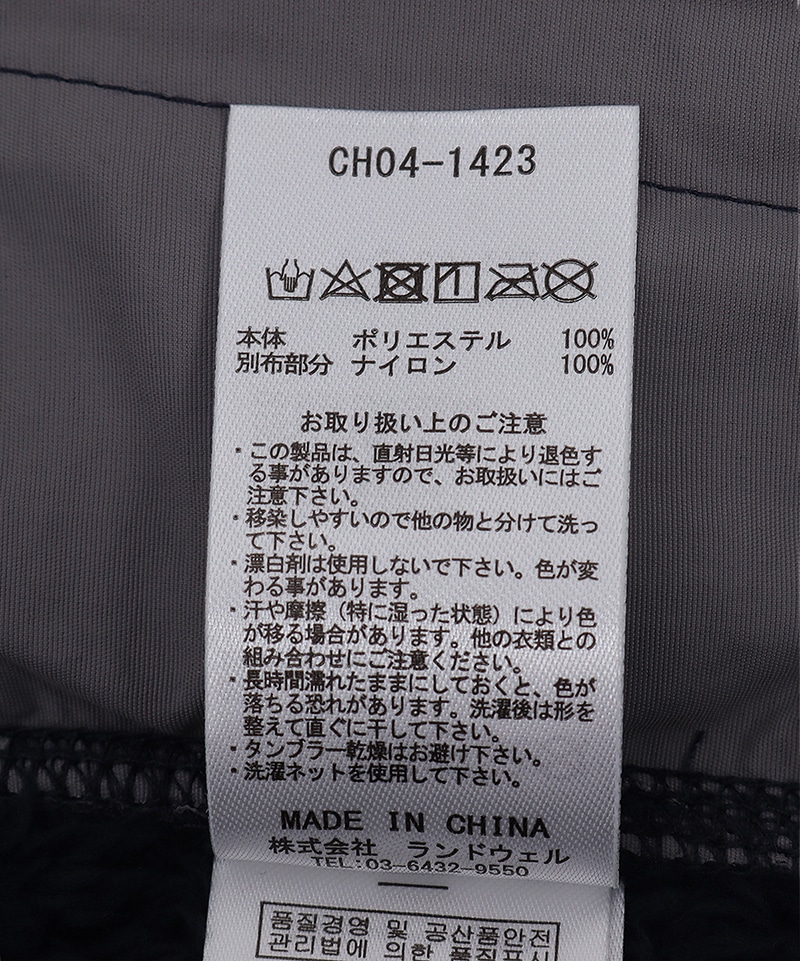 CH04-1423
本体 ポリエステル 100%
別布部分 ナイロン 100%
お取り扱い上のご注意
・この製品は、直射日光等により退色す
る事がありますので、お取扱いにはご
注意下さい。
・移染しやすいので他の物と分けて洗っ
て下さい。
・漂白剤は使用しないで下さい。色が変
わる事があります。
・汗や摩擦（特に湿った状態）により色
が移る場合があります。他の衣類との
組み合わせにご注意ください。
・長時間濡れたままにしておくと、色が
落ちる恐れがあります。洗濯後は形を
整えて直ぐに干して下さい。
・タンブラー乾燥はお避け下さい。
・洗濯ネットを使用して下さい。
MADE IN CHINA
株式会社 ランドウェル
TEL:03-6432-9550
품질경영 및 공산품안전
관리법에 의한 품질표시